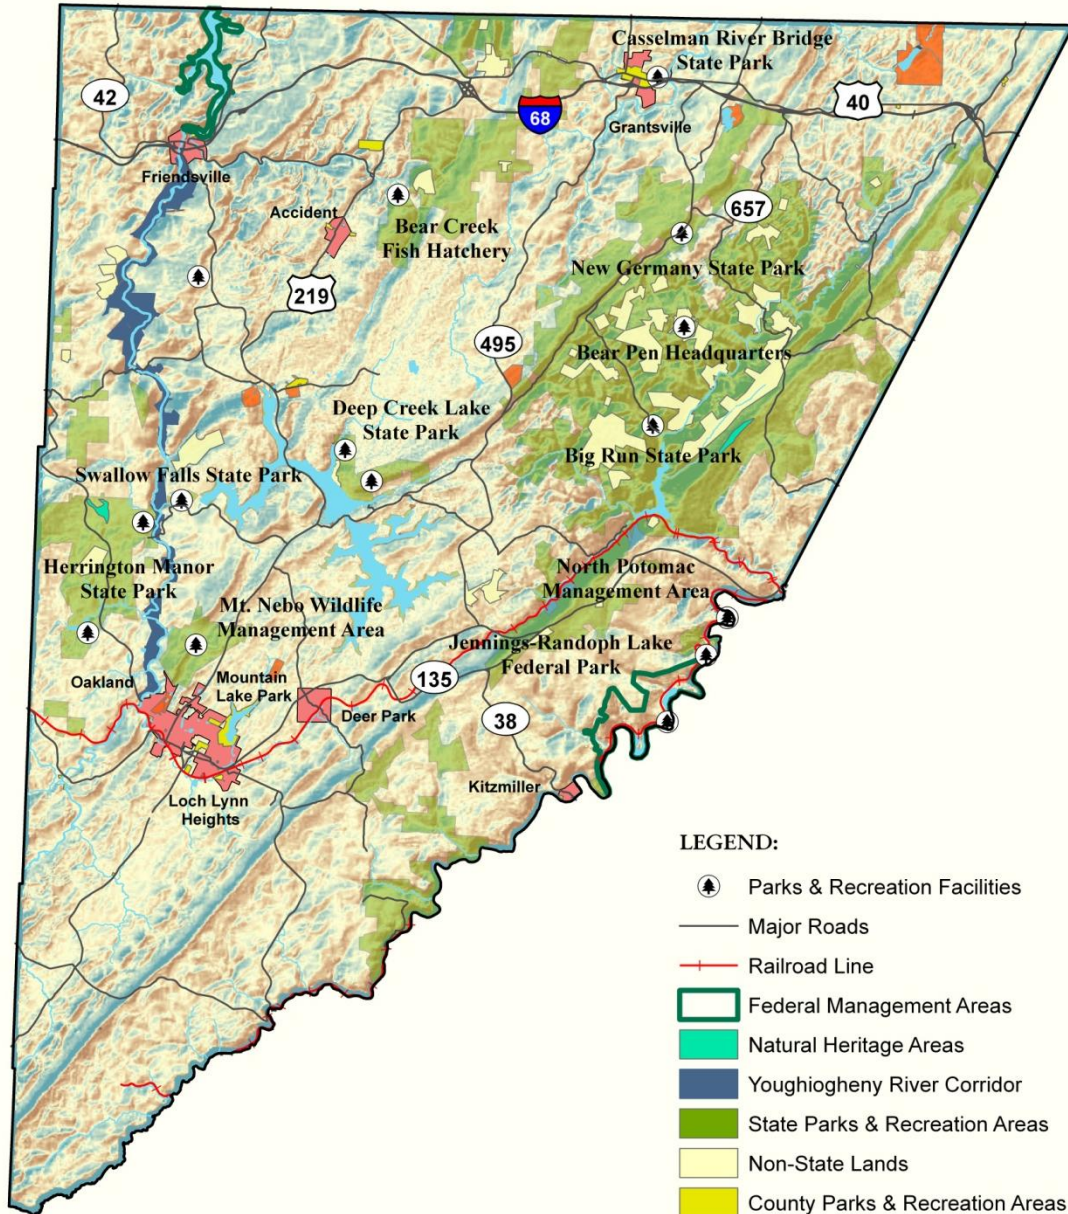 Casselman River Bridge
State Park
42
40
68
Grantsville
Friendsville
657
Accident
Bear Creek
Fish Hatchery
New Germany State Park
219
495
Bear Pen Headquarters
Deep Creek Lake
State Park
Big Run State Park
Swallow Falls State Park
Herrington Manor
State Park
North Potomac
Management Area
Mt. Nebo Wildlife
Management Area
Jennings-Randoph Lake
Federal Park
Oakland
Mountain
Lake Park
135
Deer Park
38
Kitzmiller
Loch Lynn
Heights
LEGEND:
Parks & Recreation Facilities
Major Roads
Railroad Line
Federal Management Areas
Natural Heritage Areas
Youghiogheny River Corridor
State Parks & Recreation Areas
Non-State Lands
County Parks & Recreation Areas